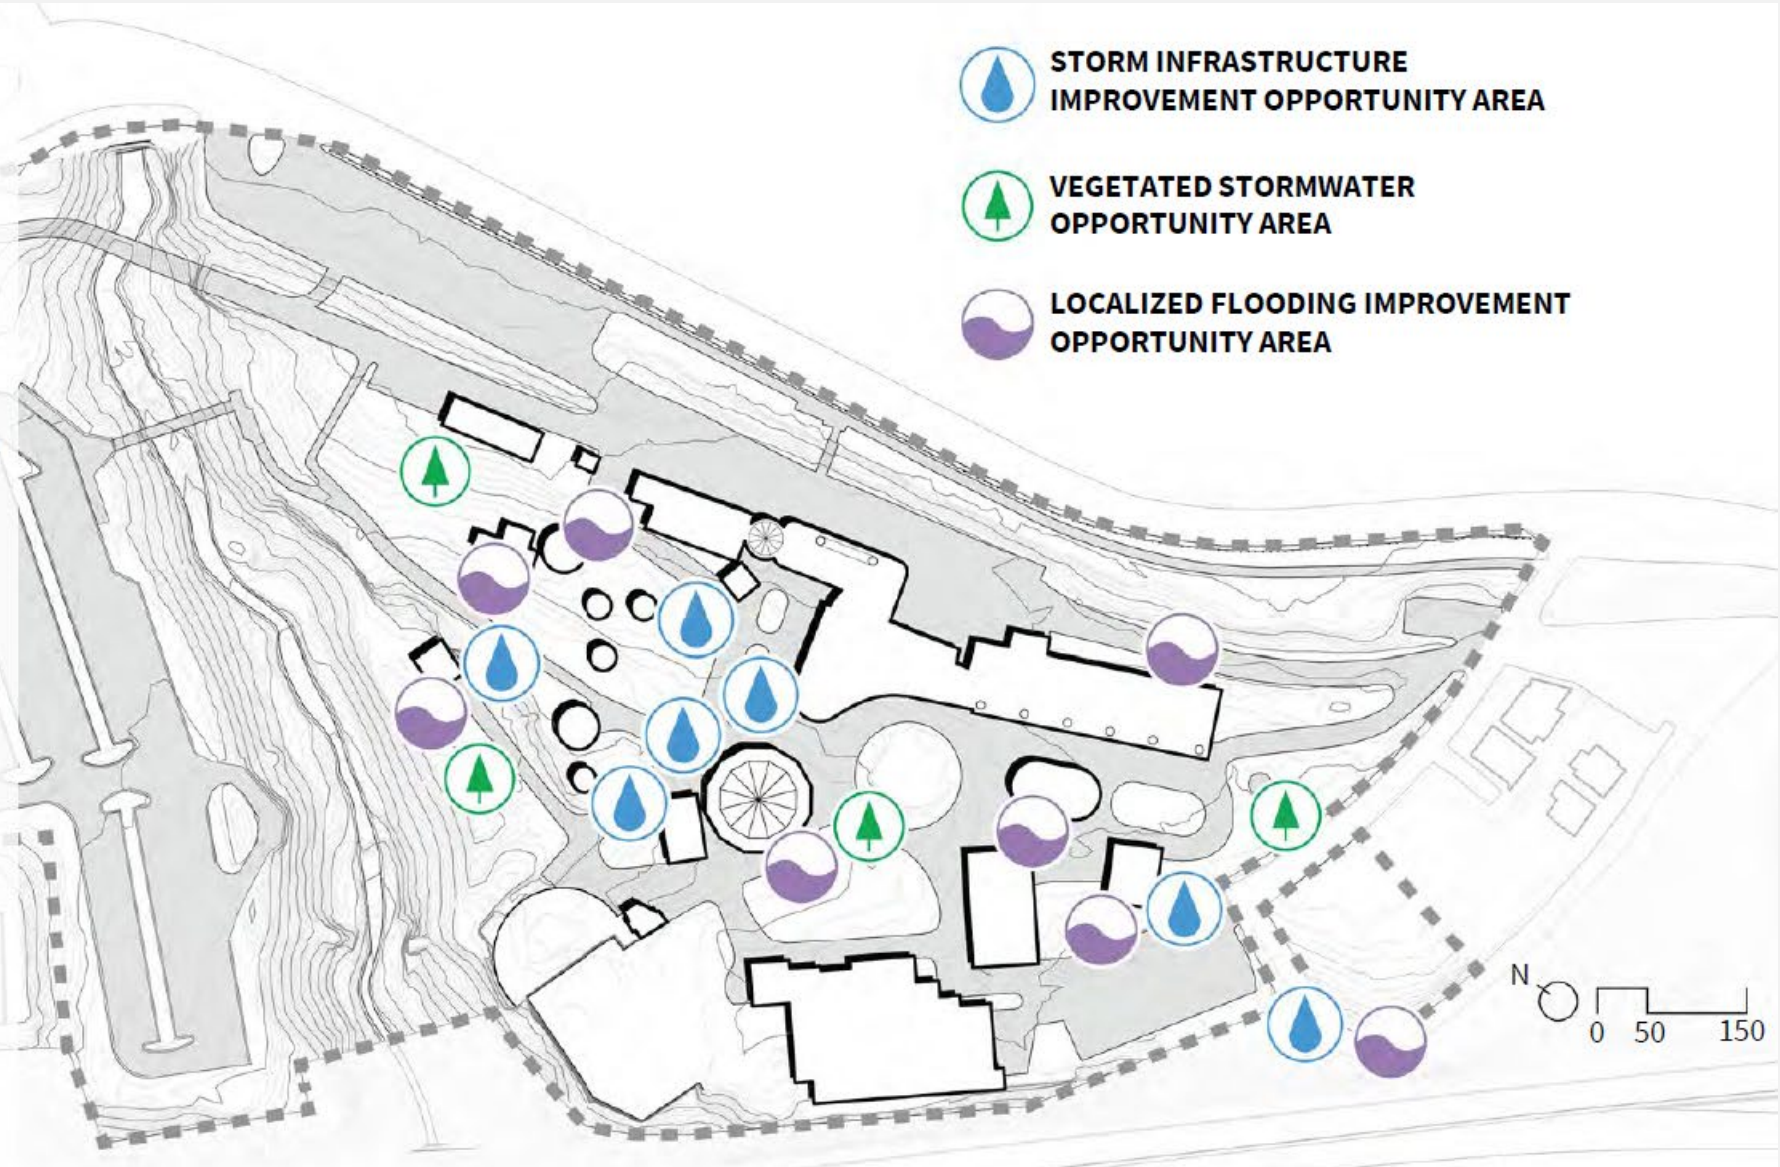 STORM INFRASTRUCTURE
IMPROVEMENT OPPORTUNITY AREA
VEGETATED STORMWATER
OPPORTUNITY AREA
LOCALIZED FLOODING IMPROVEMENT
OPPORTUNITY AREA
N
0 50 150